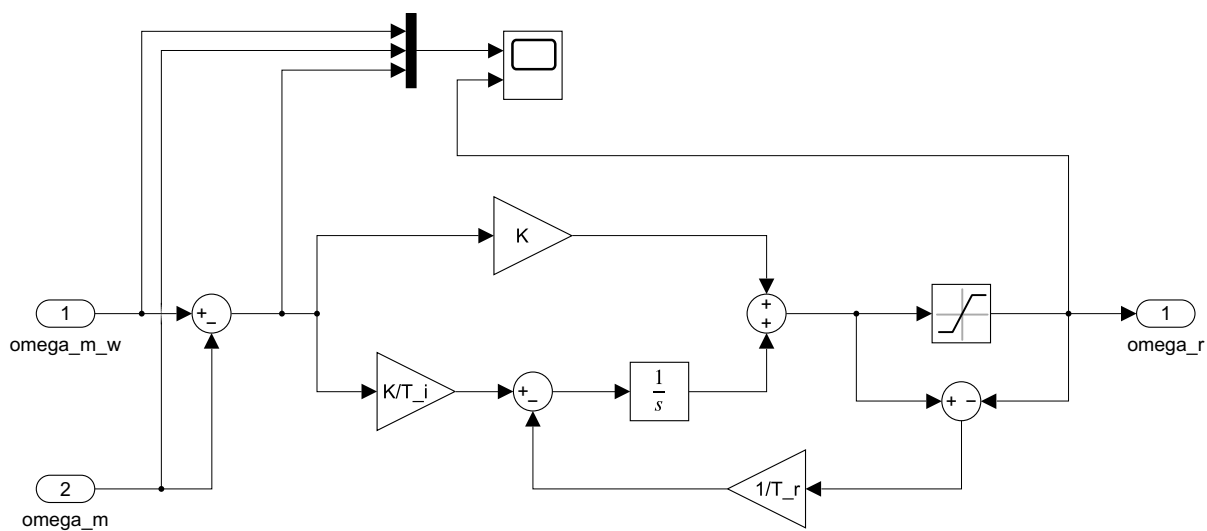 K
1
omega_m_w
+
−
+
+
1
omega_r
K/T_i
+
−
1
s
+ −
2
omega_m
1/T_r